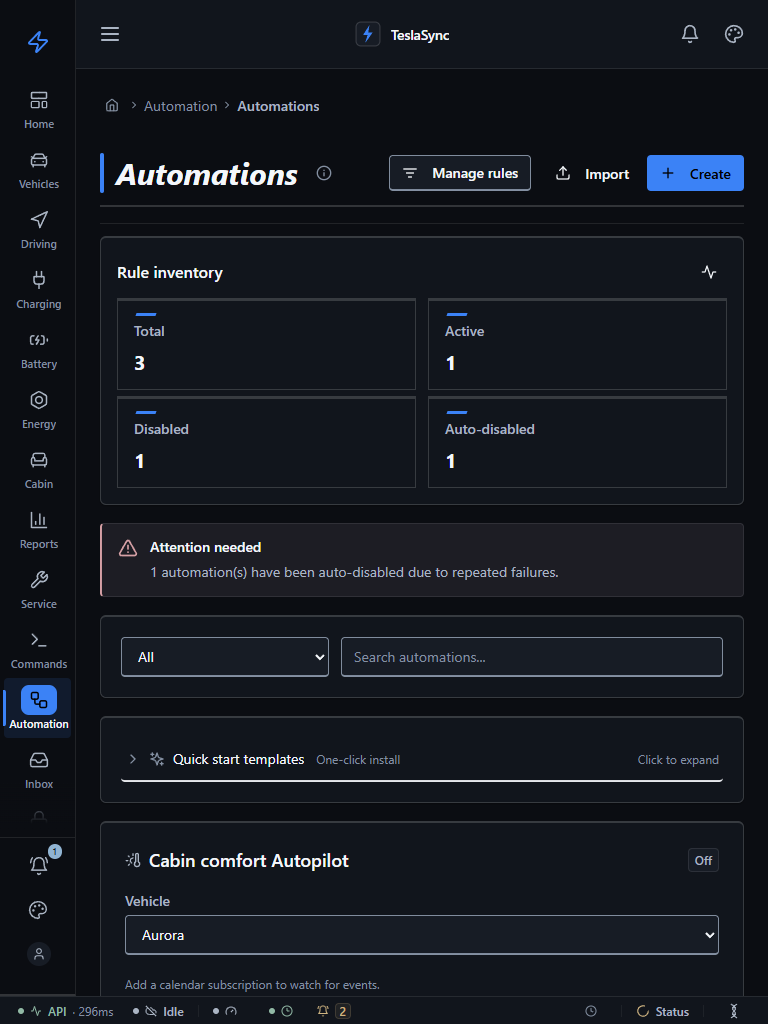 TeslaSync
Home
Vehicles
Driving
Charging
Battery
Energy
Cabin
Reports
Service
Commands
Automation
Inbox
1
Automation
Automations
Automations
Manage rules
Import
Create
Rule inventory
Total
3
Active
1
Disabled
1
Auto-disabled
1
Attention needed
1 automation(s) have been auto-disabled due to repeated failures.
All
Search automations...
Quick start templates One-click install Click to expand
Cabin comfort Autopilot
Off
Vehicle
Aurora
Add a calendar subscription to watch for events.
API · 296ms
Idle
2
Status